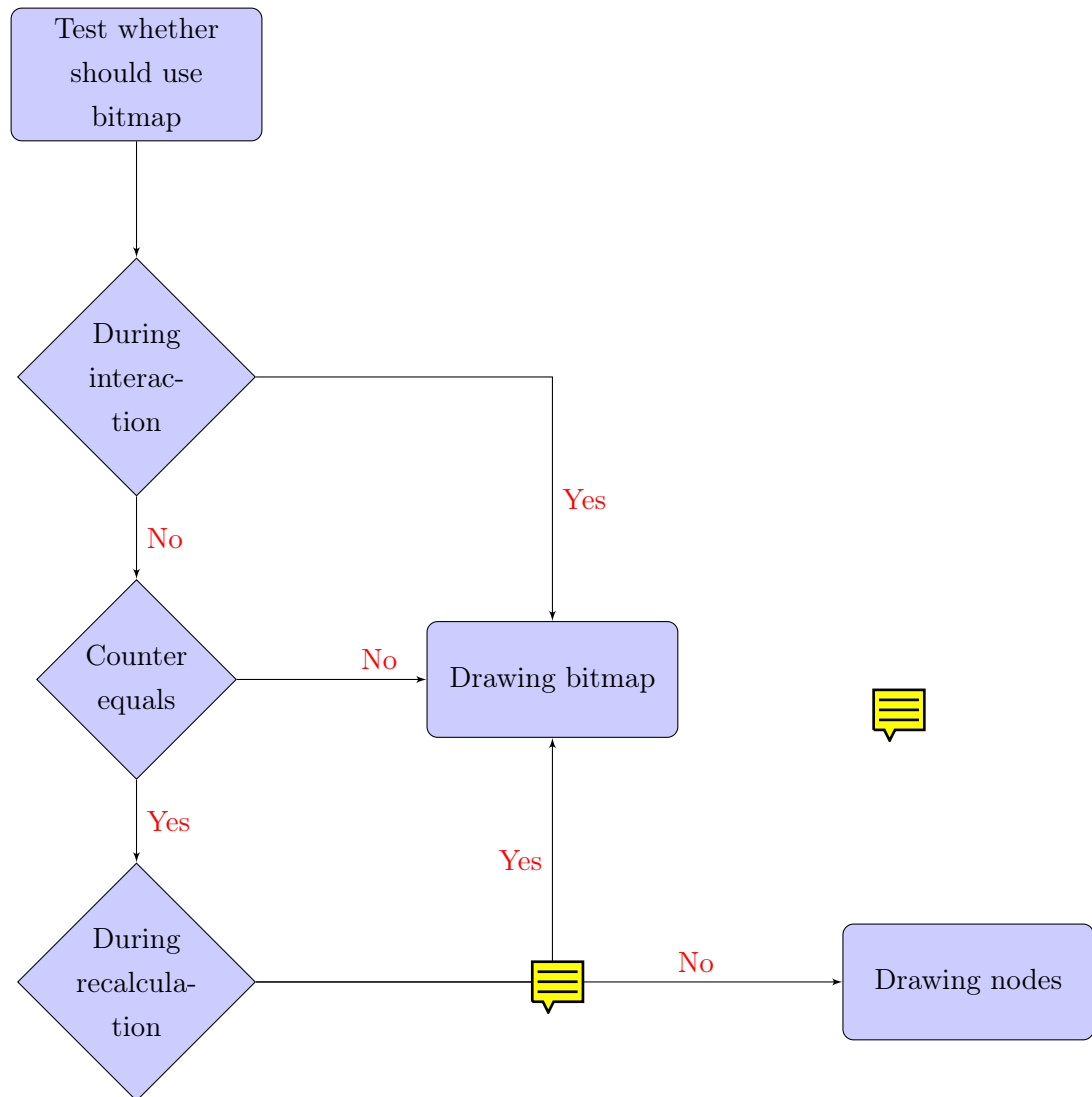 Test whether
should use
bitmap
During
interac-
tion
Yes
No
Counter
equals
No
Drawing bitmap
Yes
Yes
During
recalcula-
tion
No
Drawing nodes